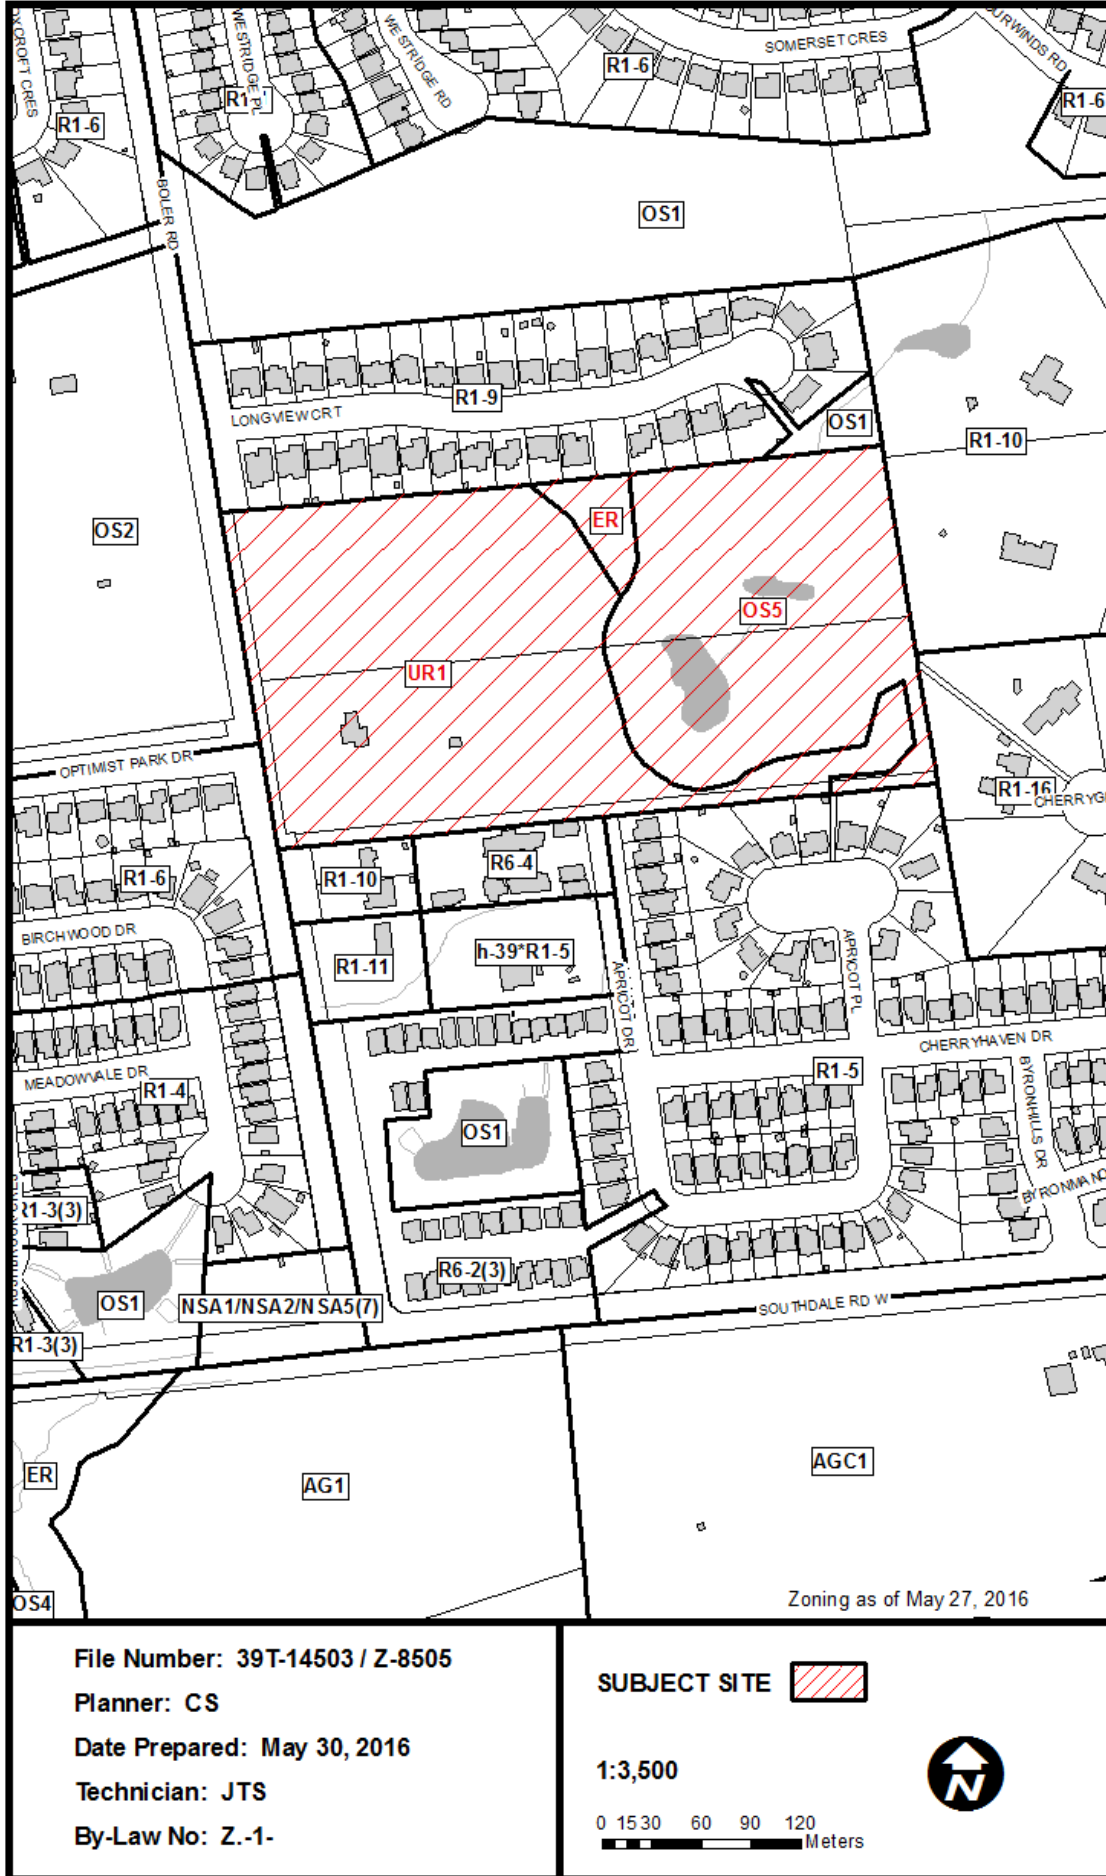 SOMERSET CRES
WESTRIDGE PL
WESTRIDGE RD
R1-6
R1-6
R1-6
BOLER RD
OS1
R1-9
LONGVIEW CRT
OS1
R1-10
OS2
ER
OS5
UR1
OPTIMIST PARK DR
R1-16
R1-10
R6-4
R1-6
BIRCHWOOD DR
R1-11
h-39*R1-5
APRICOT DR
APRICOT PL
CHERRYHAVEN DR
MEADOWVALE DR
R1-4
R1-5
BYRONHILLS DR
OS1
R1-3(3)
R6-2(3)
OS1
NSA1/NSA2/NSA5(7)
SOUTHDALE RD W
R1-3(3)
ER
AG1
AGC1
OS4
Zoning as of May 27, 2016
File Number: 39T-14503 / Z-8505
Planner: CS
Date Prepared: May 30, 2016
Technician: JTS
By-Law No: Z.-1-
SUBJECT SITE
1:3,500
N
0 15 30 60 90 120
Meters